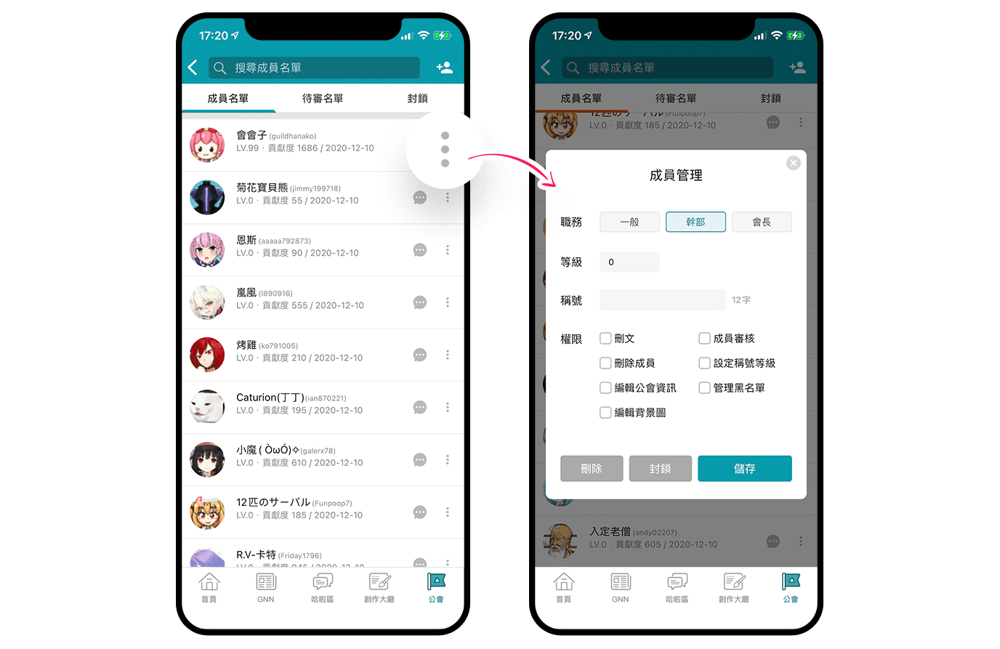 17:20
搜尋成員名單
成員名單 待審名單 封鎖
會會子 (guildhanako)
LV.99 · 貢獻度 1686 / 2020-12-10
菊花寶貝熊 (jimmy199718)
LV.0 · 貢獻度 55 / 2020-12-10
恩斯 (aaaaa792873)
LV.0 · 貢獻度 90 / 2020-12-10
嵐風 (l890916)
LV.0 · 貢獻度 555 / 2020-12-10
烤雞 (ko791005)
LV.0 · 貢獻度 210 / 2020-12-10
Caturion(丁丁) (ian870221)
LV.0 · 貢獻度 195 / 2020-12-10
小魔 ( ÒωÓ)✧ (galerx78)
LV.0 · 貢獻度 610 / 2020-12-10
12匹のサーバル (Funpoop7)
LV.0 · 貢獻度 185 / 2020-12-10
R.V-卡特 (Friday1796)
LV.0 · 貢獻度 945 / 2020-12-10
首頁 GNN 哈啦區 創作大廳 公會
17:20
搜尋成員名單
成員名單 待審名單 封鎖
12匹のサーバル (Funpoop7)
LV.0 · 貢獻度 185 / 2020-12-10
成員管理
職務 一般 幹部 會長
等級 0
稱號 12字
權限 刪文 成員審核
刪除成員 設定稱號等級
編輯公會資訊 管理黑名單
編輯背景圖
刪除 封鎖 儲存
入定老僧 (andy02207)
LV.0 · 貢獻度 605 / 2020-12-10
首頁 GNN 哈啦區 創作大廳 公會